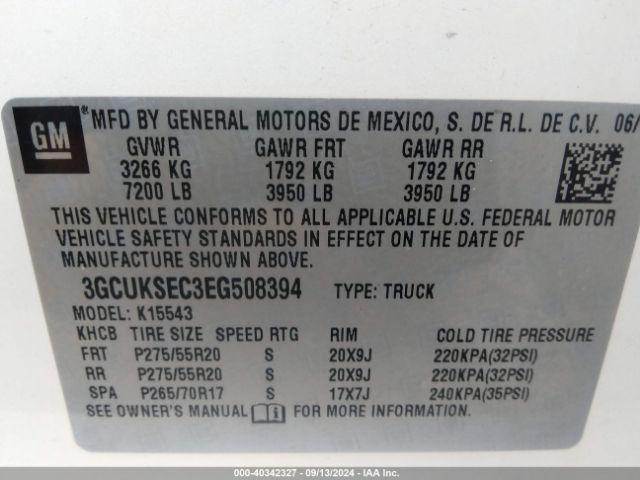 GM ®
MFD BY GENERAL MOTORS DE MEXICO, S. DE R.L. DE C.V. 06/
GVWR GAWR FRT GAWR RR
3266 KG 1792 KG 1792 KG
7200 LB 3950 LB 3950 LB
THIS VEHICLE CONFORMS TO ALL APPLICABLE U.S. FEDERAL MOTOR
VEHICLE SAFETY STANDARDS IN EFFECT ON THE DATE OF
MANUFACTURE SHOWN ABOVE.
3GCUKSEC3EG508394 TYPE: TRUCK
MODEL: K15543
KHCB TIRE SIZE SPEED RTG RIM COLD TIRE PRESSURE
FRT P275/55R20 S 20X9J 220KPA(32PSI)
RR P275/55R20 S 20X9J 220KPA(32PSI)
SPA P265/70R17 S 17X7J 240KPA(35PSI)
SEE OWNER'S MANUAL FOR MORE INFORMATION.
000-40342327 - 09/13/2024 - IAA Inc.